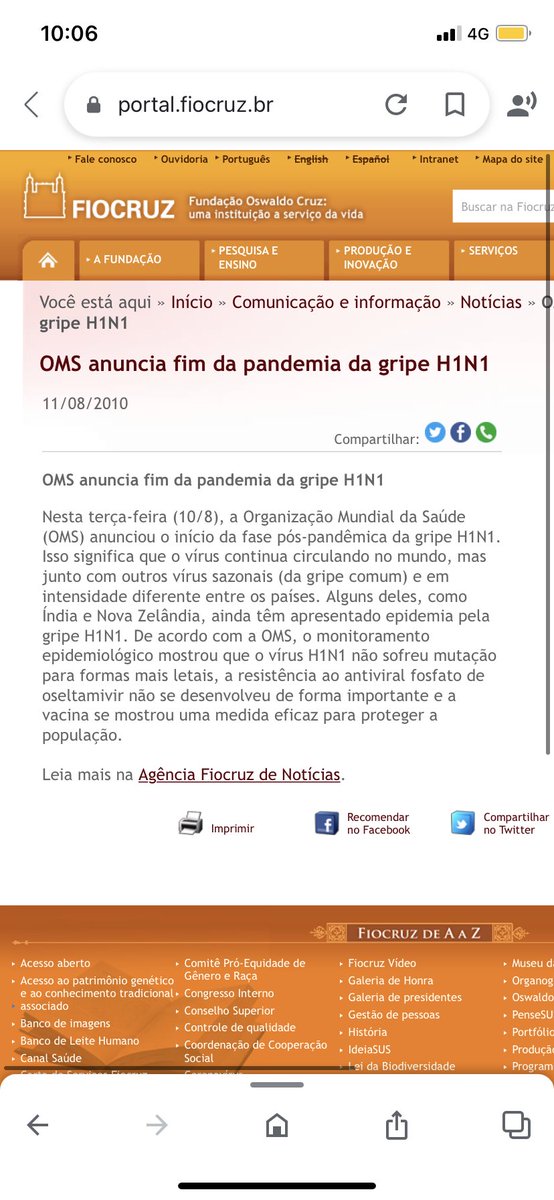 10:06
4G
portal.fiocruz.br
Fale conosco Ouvidoria Português English Español Intranet Mapa do site
FIOCRUZ
Fundação Oswaldo Cruz:
uma instituição a serviço da vida
Buscar na Fiocruz
A FUNDAÇÃO
PESQUISA E
ENSINO
PRODUÇÃO E
INOVAÇÃO
SERVIÇOS
Você está aqui » Início » Comunicação e informação » Notícias »
gripe H1N1
OMS anuncia fim da pandemia da gripe H1N1
11/08/2010
Compartilhar:
OMS anuncia fim da pandemia da gripe H1N1
Nesta terça-feira (10/8), a Organização Mundial da Saúde
(OMS) anunciou o início da fase pós-pandêmica da gripe H1N1.
Isso significa que o vírus continua circulando no mundo, mas
junto com outros vírus sazonais (da gripe comum) e em
intensidade diferente entre os países. Alguns deles, como
Índia e Nova Zelândia, ainda têm apresentado epidemia pela
gripe H1N1. De acordo com a OMS, o monitoramento
epidemiológico mostrou que o vírus H1N1 não sofreu mutação
para formas mais letais, a resistência ao antiviral fosfato de
oseltamivir não se desenvolveu de forma importante e a
vacina se mostrou uma medida eficaz para proteger a
população.
Leia mais na Agência Fiocruz de Notícias.
Imprimir
Recomendar
no Facebook
Compartilhar
no Twitter
FIOCRUZ DE A A Z
Acesso aberto
Acesso ao patrimônio genético
e ao conhecimento tradicional
associado
Banco de imagens
Banco de Leite Humano
Canal Saúde
Comitê Pró-Equidade de
Gênero e Raça
Congresso Interno
Conselho Superior
Controle de qualidade
Coordenação de Cooperação
Social
Fiocruz Vídeo
Galeria de Honra
Galeria de presidentes
Gestão de pessoas
História
IdeiaSUS
Lei da Biodiversidade
Museu da
Organog
Oswaldo
PenseSU
Portfólio
Produção
Program